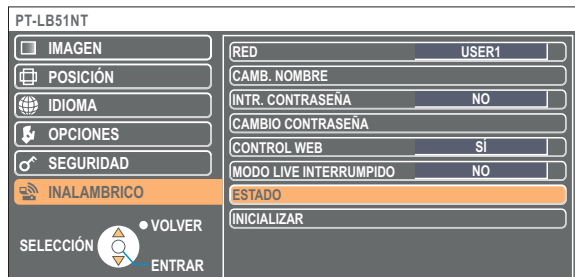 PT-LB51NT
IMAGEN
POSICIÓN
IDIOMA
OPCIONES
SEGURIDAD
INALAMBRICO
SELECCIÓN
VOLVER
ENTRAR
RED USER1
CAMB. NOMBRE
INTR. CONTRASEÑA NO
CAMBIO CONTRASEÑA
CONTROL WEB SÍ
MODO LIVE INTERRUMPIDO NO
ESTADO
INICIALIZAR